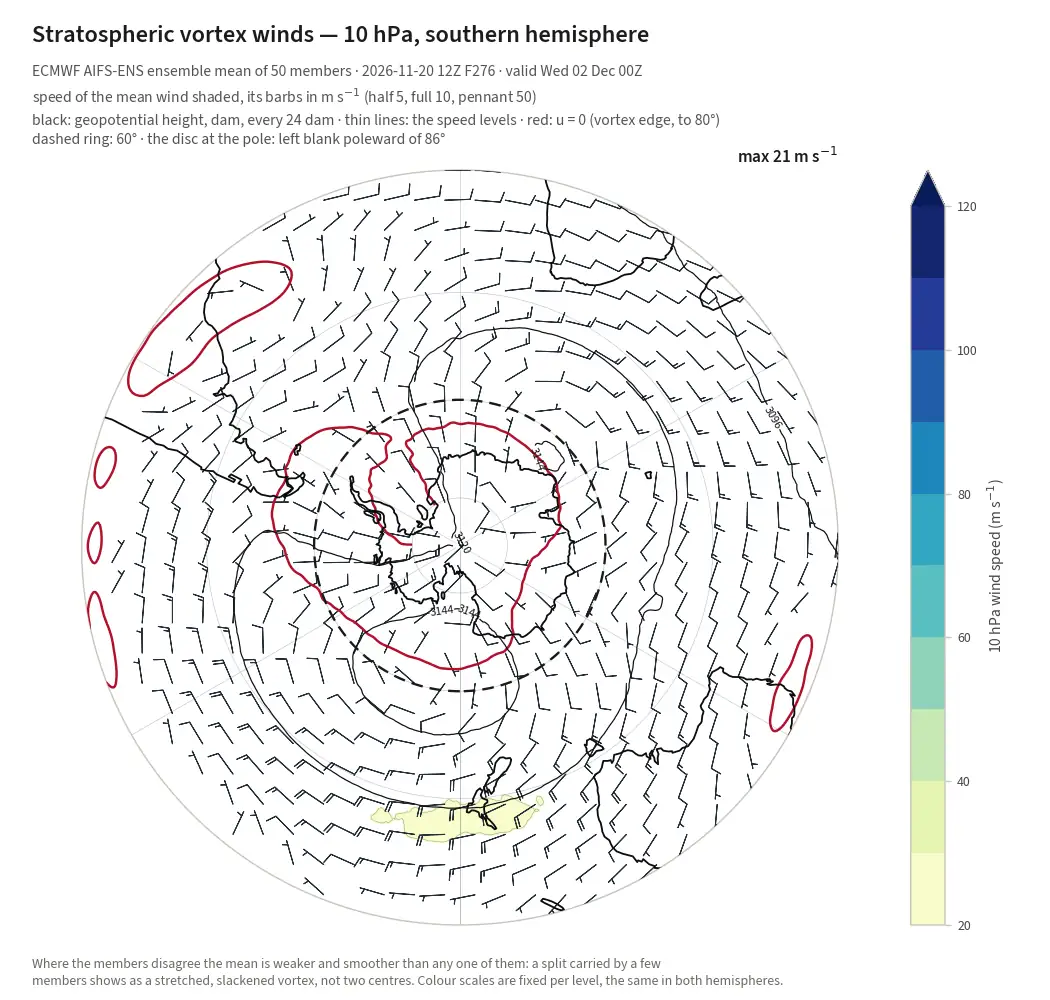 Stratospheric vortex winds — 10 hPa, southern hemisphere
ECMWF AIFS-ENS ensemble mean of 50 members · 2026-11-20 12Z F276 · valid Wed 02 Dec 00Z
speed of the mean wind shaded, its barbs in m s⁻¹ (half 5, full 10, pennant 50)
black: geopotential height, dam, every 24 dam · thin lines: the speed levels · red: u = 0 (vortex edge, to 80°)
dashed ring: 60° · the disc at the pole: left blank poleward of 86°
max 21 m s⁻¹
120
100
80
60
40
20
10 hPa wind speed (m s⁻¹)
3096
3144
3120
3144
Where the members disagree the mean is weaker and smoother than any one of them: a split carried by a few
members shows as a stretched, slackened vortex, not two centres. Colour scales are fixed per level, the same in both hemispheres.